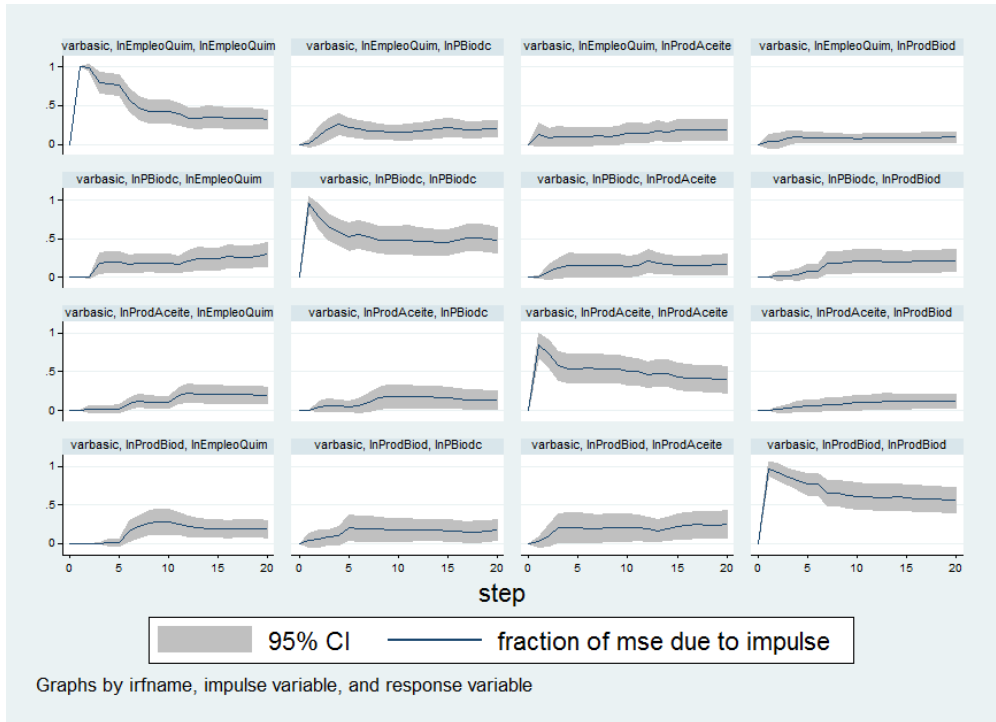 varbasic, lnEmpleoQuim, lnEmpleoQuim
varbasic, lnEmpleoQuim, lnPBiodc
varbasic, lnEmpleoQuim, lnProdAceite
varbasic, lnEmpleoQuim, lnProdBiod
1
.5
0
varbasic, lnPBiodc, lnEmpleoQuim
varbasic, lnPBiodc, lnPBiodc
varbasic, lnPBiodc, lnProdAceite
varbasic, lnPBiodc, lnProdBiod
1
.5
0
varbasic, lnProdAceite, lnEmpleoQuim
varbasic, lnProdAceite, lnPBiodc
varbasic, lnProdAceite, lnProdAceite
varbasic, lnProdAceite, lnProdBiod
1
.5
0
varbasic, lnProdBiod, lnEmpleoQuim
varbasic, lnProdBiod, lnPBiodc
varbasic, lnProdBiod, lnProdAceite
varbasic, lnProdBiod, lnProdBiod
1
.5
0
0 5 10 15 20
0 5 10 15 20
0 5 10 15 20
0 5 10 15 20
step
95% CI
fraction of mse due to impulse
Graphs by irfname, impulse variable, and response variable